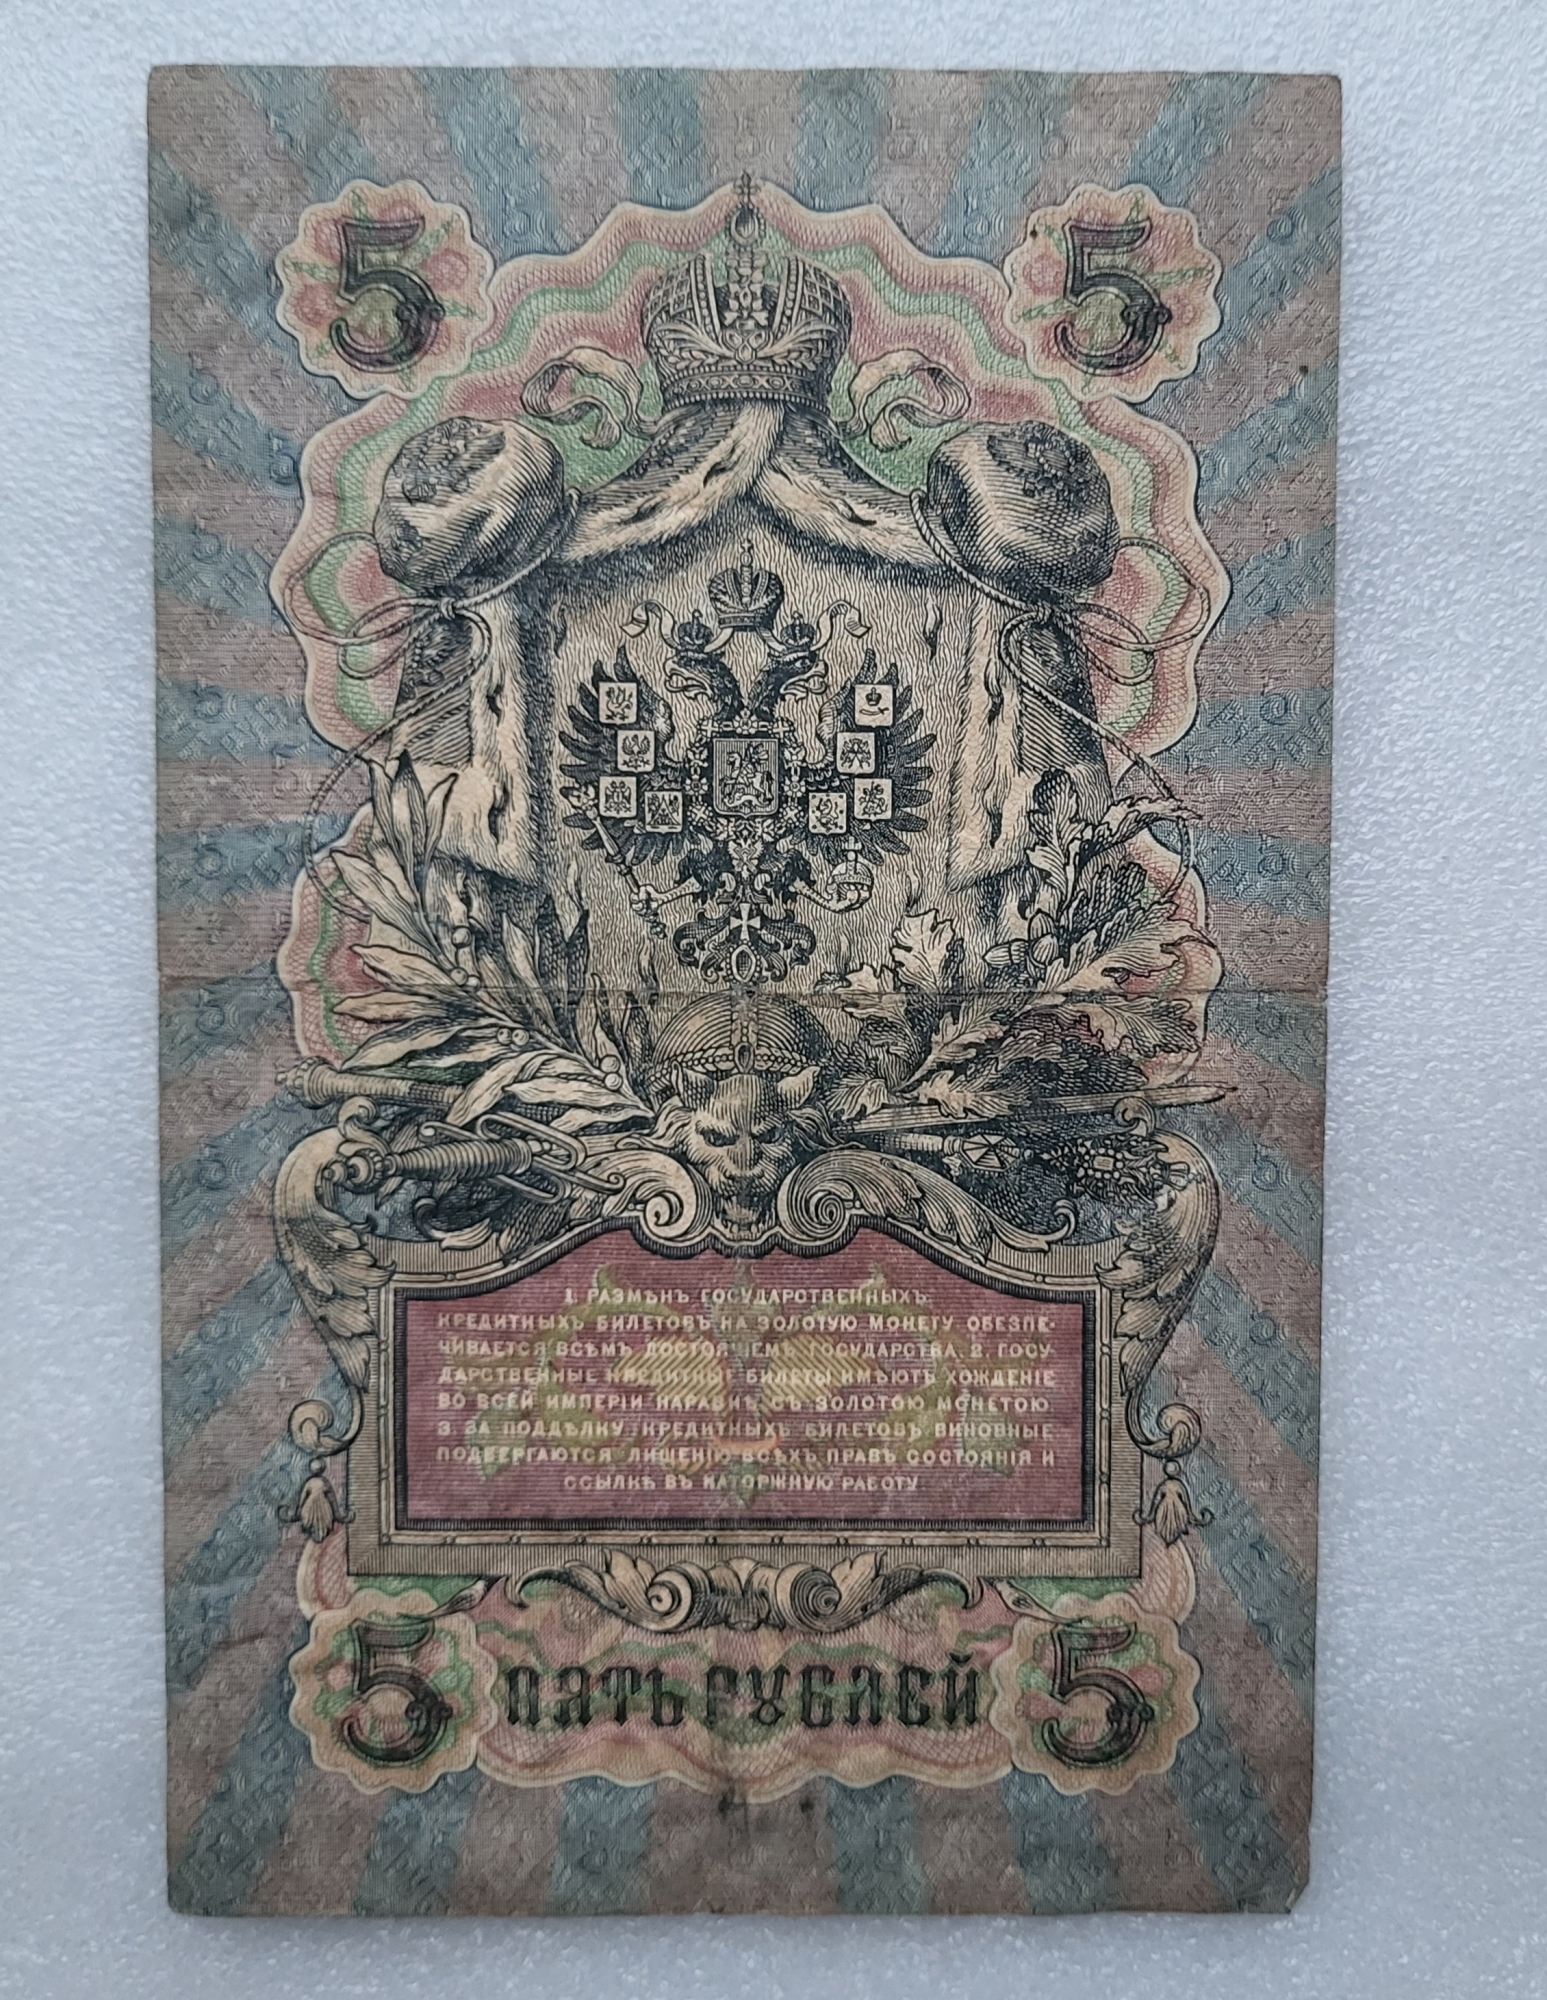 5 5
1. РАЗМѢНЪ ГОСУДАРСТВЕННЫХЪ
КРЕДИТНЫХЪ БИЛЕТОВЪ НА ЗОЛОТУЮ МОНЕТУ ОБЕЗПЕ-
ЧИВАЕТСЯ ВСѢМЪ ДОСТОЯНІЕМЪ ГОСУДАРСТВА. 2. ГОСУ-
ДАРСТВЕННЫЕ КРЕДИТНЫЕ БИЛЕТЫ ИМѢЮТЪ ХОЖДЕНІЕ
ВО ВСЕЙ ИМПЕРІИ НАРАВНѢ СЪ ЗОЛОТОЮ МОНЕТОЮ.
3. ЗА ПОДДѢЛКУ КРЕДИТНЫХЪ БИЛЕТОВЪ ВИНОВНЫЕ
ПОДВЕРГАЮТСЯ ЛИШЕНІЮ ВСѢХЪ ПРАВЪ СОСТОЯНІЯ И
ССЫЛКѢ ВЪ КАТОРЖНУЮ РАБОТУ.
5 ПЯТЬ РУБЛЕЙ 5